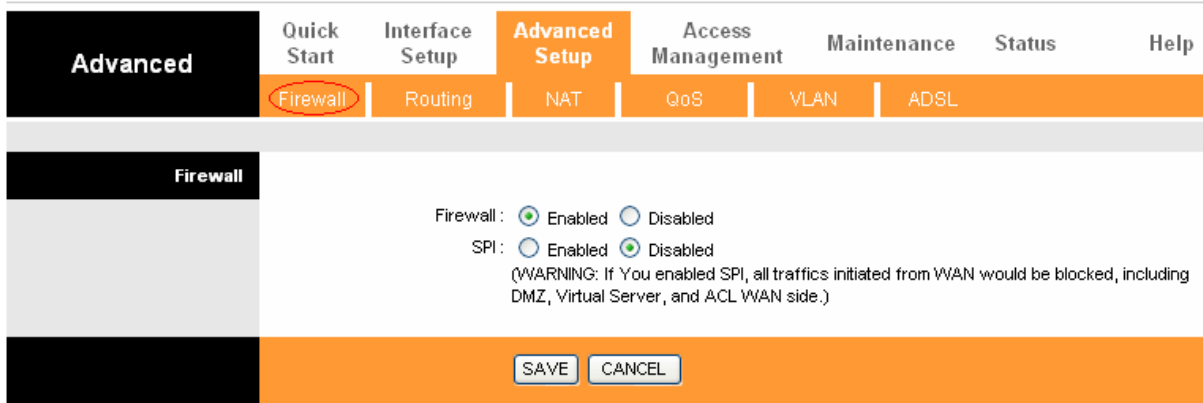 Advanced
Quick Start
Interface Setup
Advanced Setup
Access Management
Maintenance
Status
Help
Firewall
Routing
NAT
QoS
VLAN
ADSL
Firewall
Firewall : Enabled Disabled
SPI : Enabled Disabled
(WARNING: If You enabled SPI, all traffics initiated from WAN would be blocked, including
DMZ, Virtual Server, and ACL WAN side.)
SAVE CANCEL